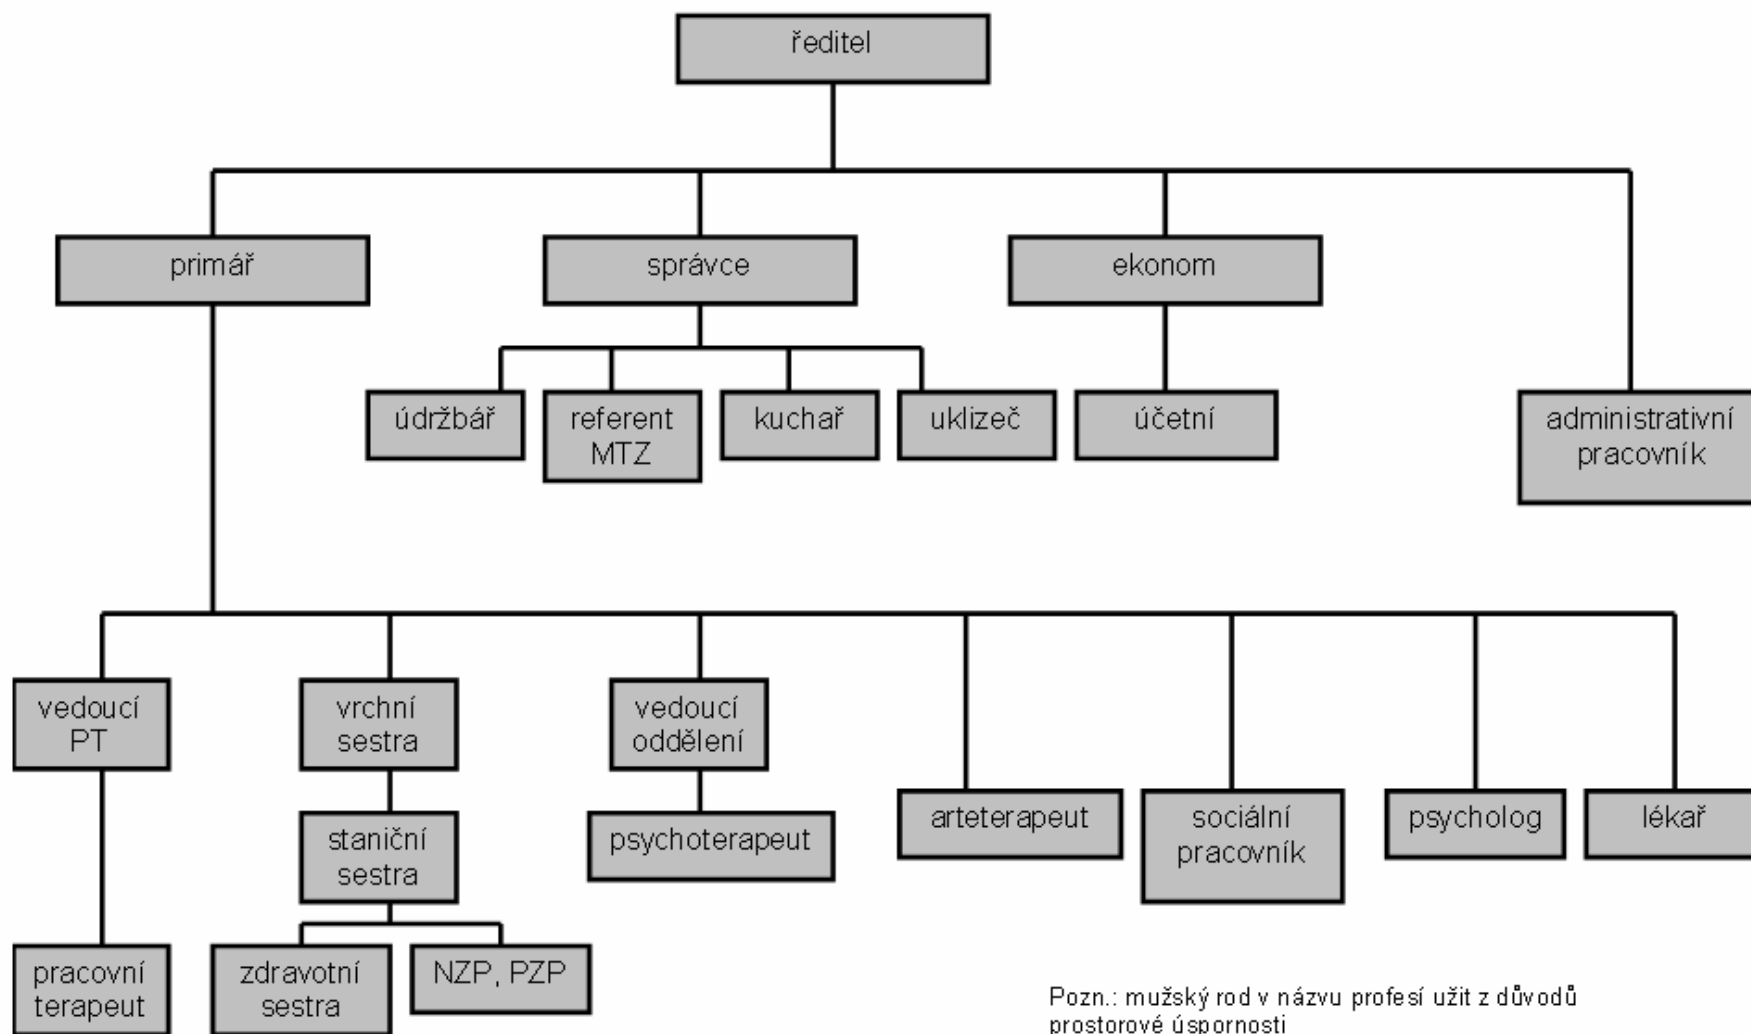 ředitel
primář
správce
ekonom
údržbář
referent
MTZ
kuchař
uklizeč
účetní
administrativní
pracovník
vedoucí
PT
vrchní
sestra
vedoucí
oddělení
staniční
sestra
psychoterapeut
arteterapeut
sociální
pracovník
psycholog
lékař
pracovní
terapeut
zdravotní
sestra
NZP, PZP
Pozn.: mužský rod v názvu profesí užit z důvodů
prostorové úspornosti